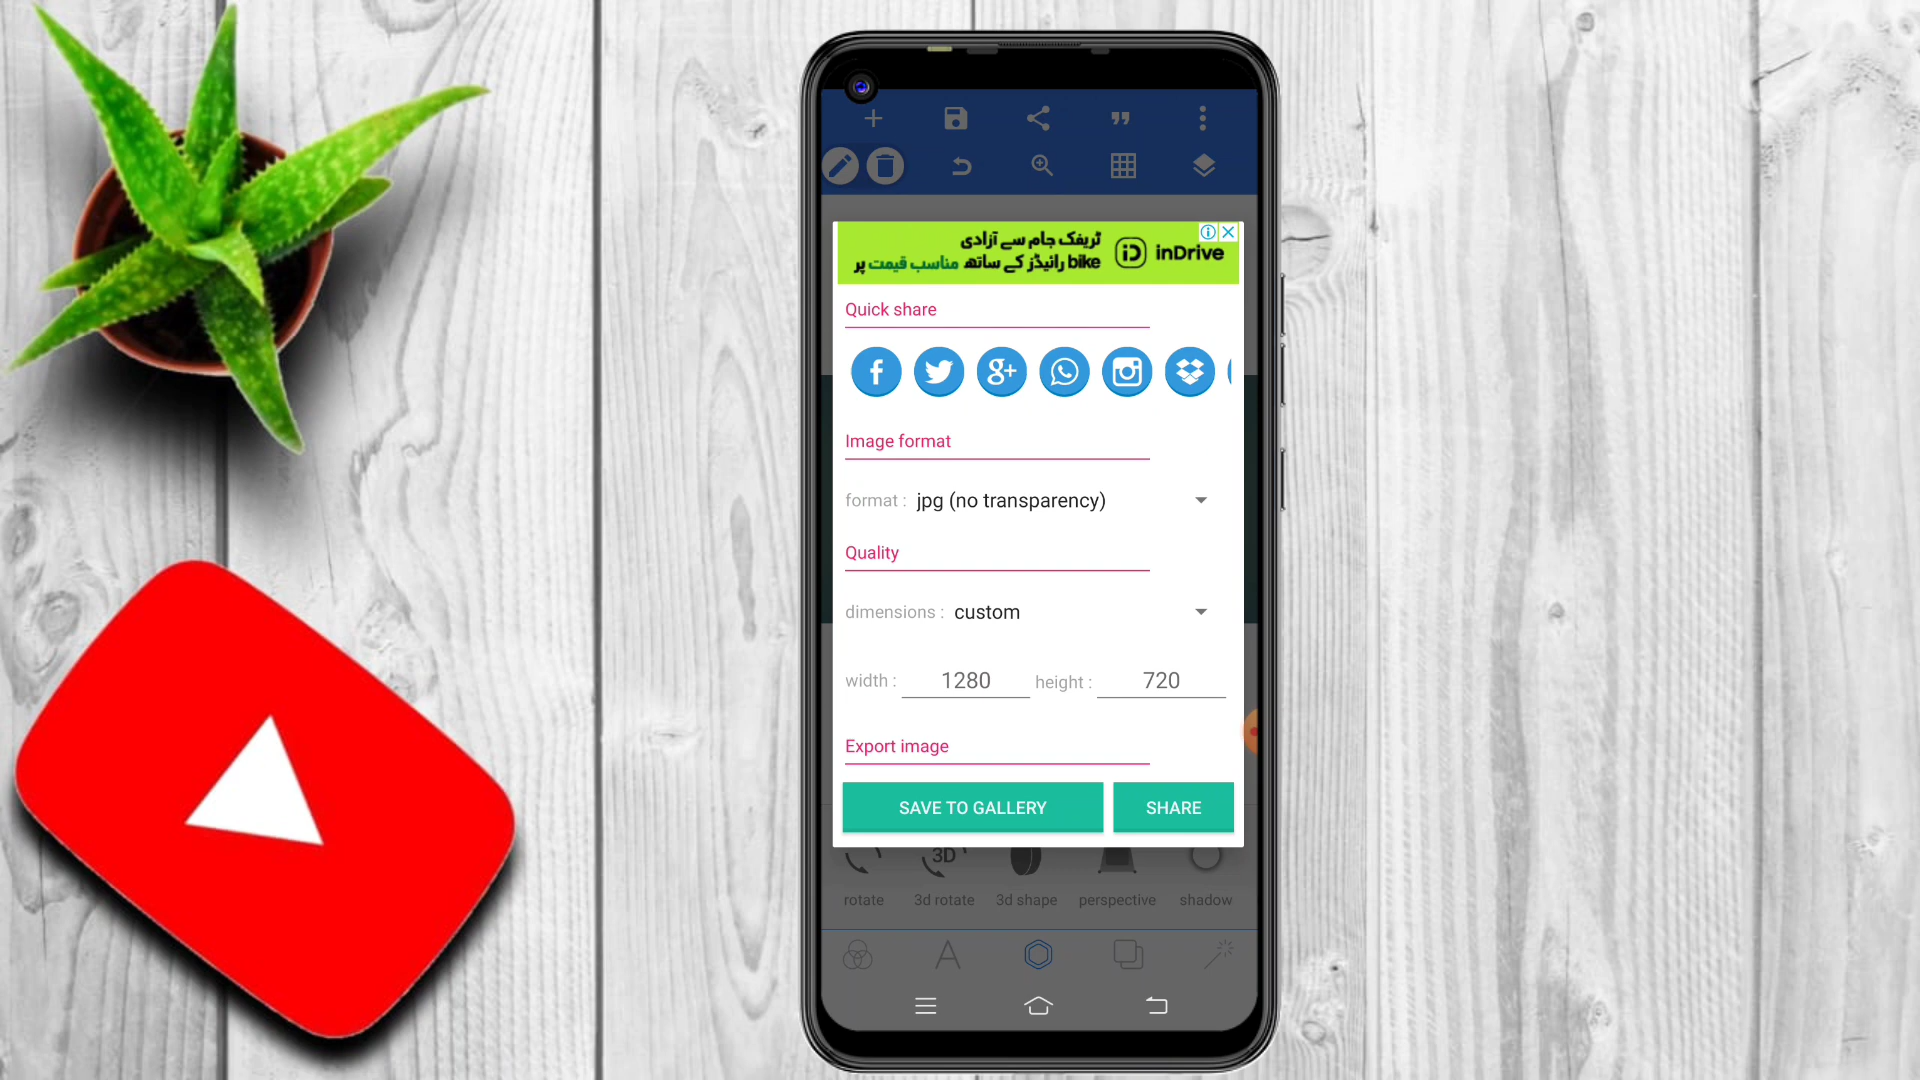 ٹریفک جام سے آزادی
bike رائیڈز کے ساتھ مناسب قیمت پر
iD inDrive
Quick share
Image format
format : jpg (no transparency)
Quality
dimensions : custom
width : 1280 height : 720
Export image
SAVE TO GALLERY SHARE
3D
rotate 3d rotate 3d shape perspective shadow